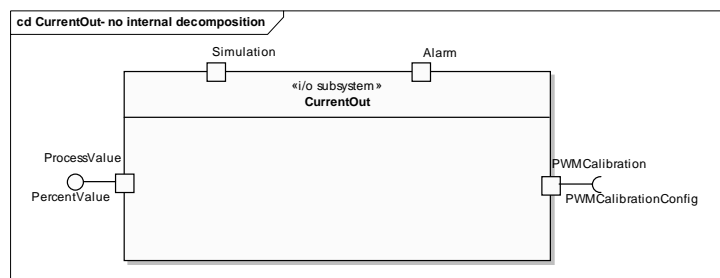 cd CurrentOut- no internal decomposition
Simulation
Alarm
«i/o subsystem»
CurrentOut
ProcessValue
PercentValue
PWMCalibration
PWMCalibrationConfig